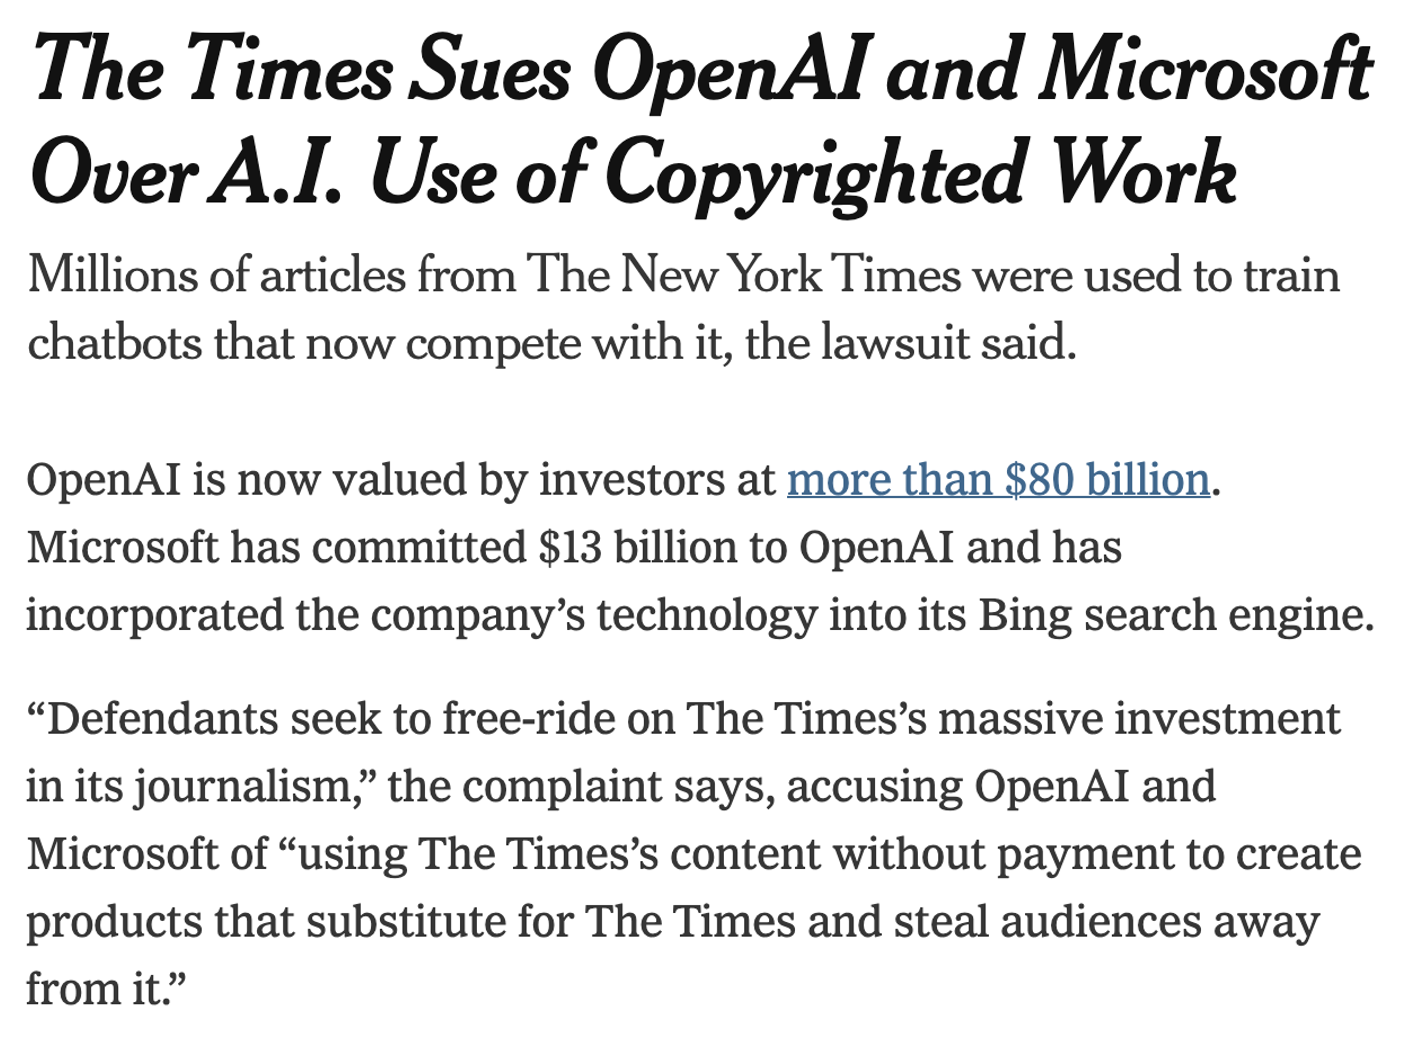 The Times Sues OpenAI and Microsoft
Over A.I. Use of Copyrighted Work
Millions of articles from The New York Times were used to train
chatbots that now compete with it, the lawsuit said.
OpenAI is now valued by investors at more than $80 billion.
Microsoft has committed $13 billion to OpenAI and has
incorporated the company’s technology into its Bing search engine.
“Defendants seek to free-ride on The Times’s massive investment
in its journalism,” the complaint says, accusing OpenAI and
Microsoft of “using The Times’s content without payment to create
products that substitute for The Times and steal audiences away
from it.”